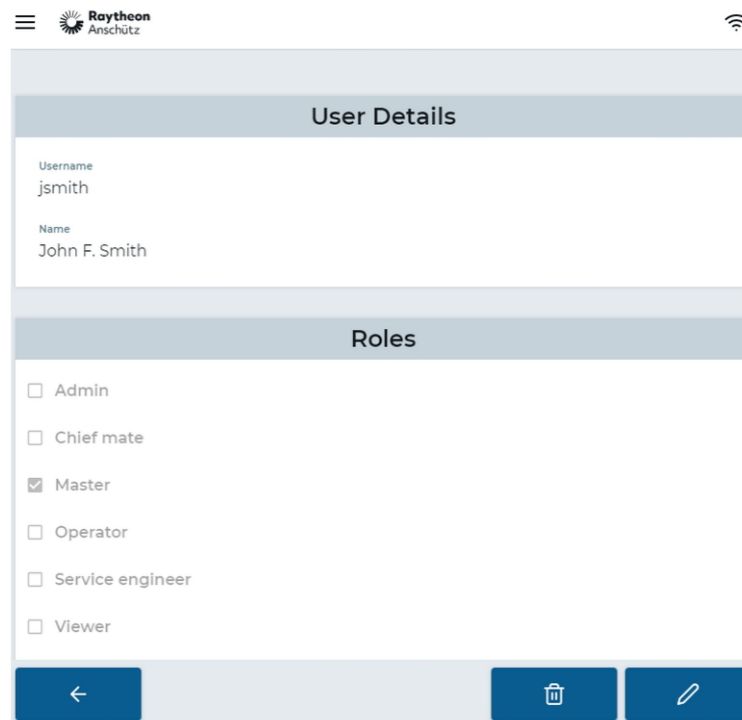 Raytheon
Anschütz
User Details
Username
jsmith
Name
John F. Smith
Roles
Admin
Chief mate
Master
Operator
Service engineer
Viewer